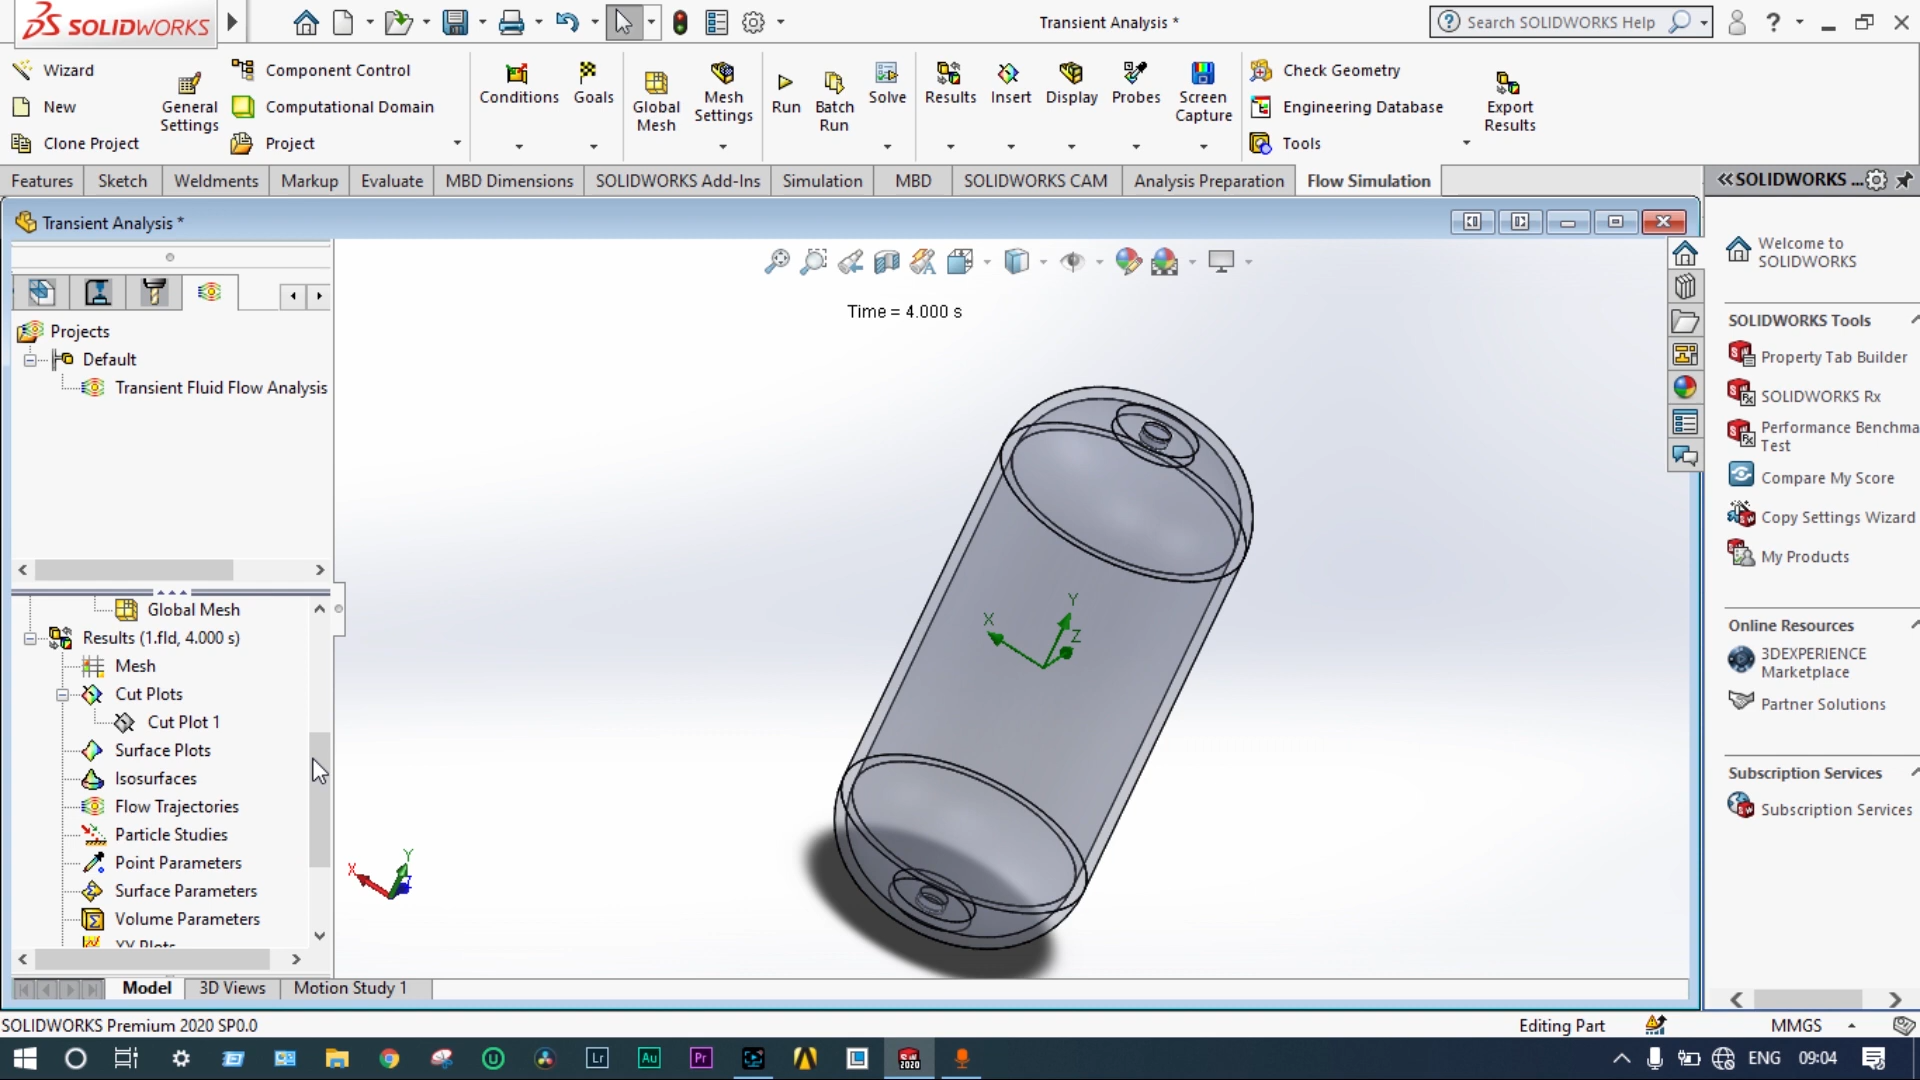 SOLIDWORKS
Transient Analysis *
Search SOLIDWORKS Help
Wizard
New
Clone Project
General Settings
Component Control
Computational Domain
Project
Conditions
Goals
Global Mesh
Mesh Settings
Run
Batch Run
Solve
Results
Insert
Display
Probes
Screen Capture
Check Geometry
Engineering Database
Tools
Export Results
Features
Sketch
Weldments
Markup
Evaluate
MBD Dimensions
SOLIDWORKS Add-Ins
Simulation
MBD
SOLIDWORKS CAM
Analysis Preparation
Flow Simulation
SOLIDWORKS ...
Transient Analysis *
Projects
Default
Transient Fluid Flow Analysis
Global Mesh
Results (1.fld, 4.000 s)
Mesh
Cut Plots
Cut Plot 1
Surface Plots
Isosurfaces
Flow Trajectories
Particle Studies
Point Parameters
Surface Parameters
Volume Parameters
XY Plots
Time = 4.000 s
X
Y
Z
X
Y
Welcome to SOLIDWORKS
SOLIDWORKS Tools
Property Tab Builder
SOLIDWORKS Rx
Performance Benchma
Test
Compare My Score
Copy Settings Wizard
My Products
Online Resources
3DEXPERIENCE
Marketplace
Partner Solutions
Subscription Services
Subscription Services
Model
3D Views
Motion Study 1
SOLIDWORKS Premium 2020 SP0.0
Editing Part
MMGS
Lr
Au
Pr
SW 2020
ENG
09:04